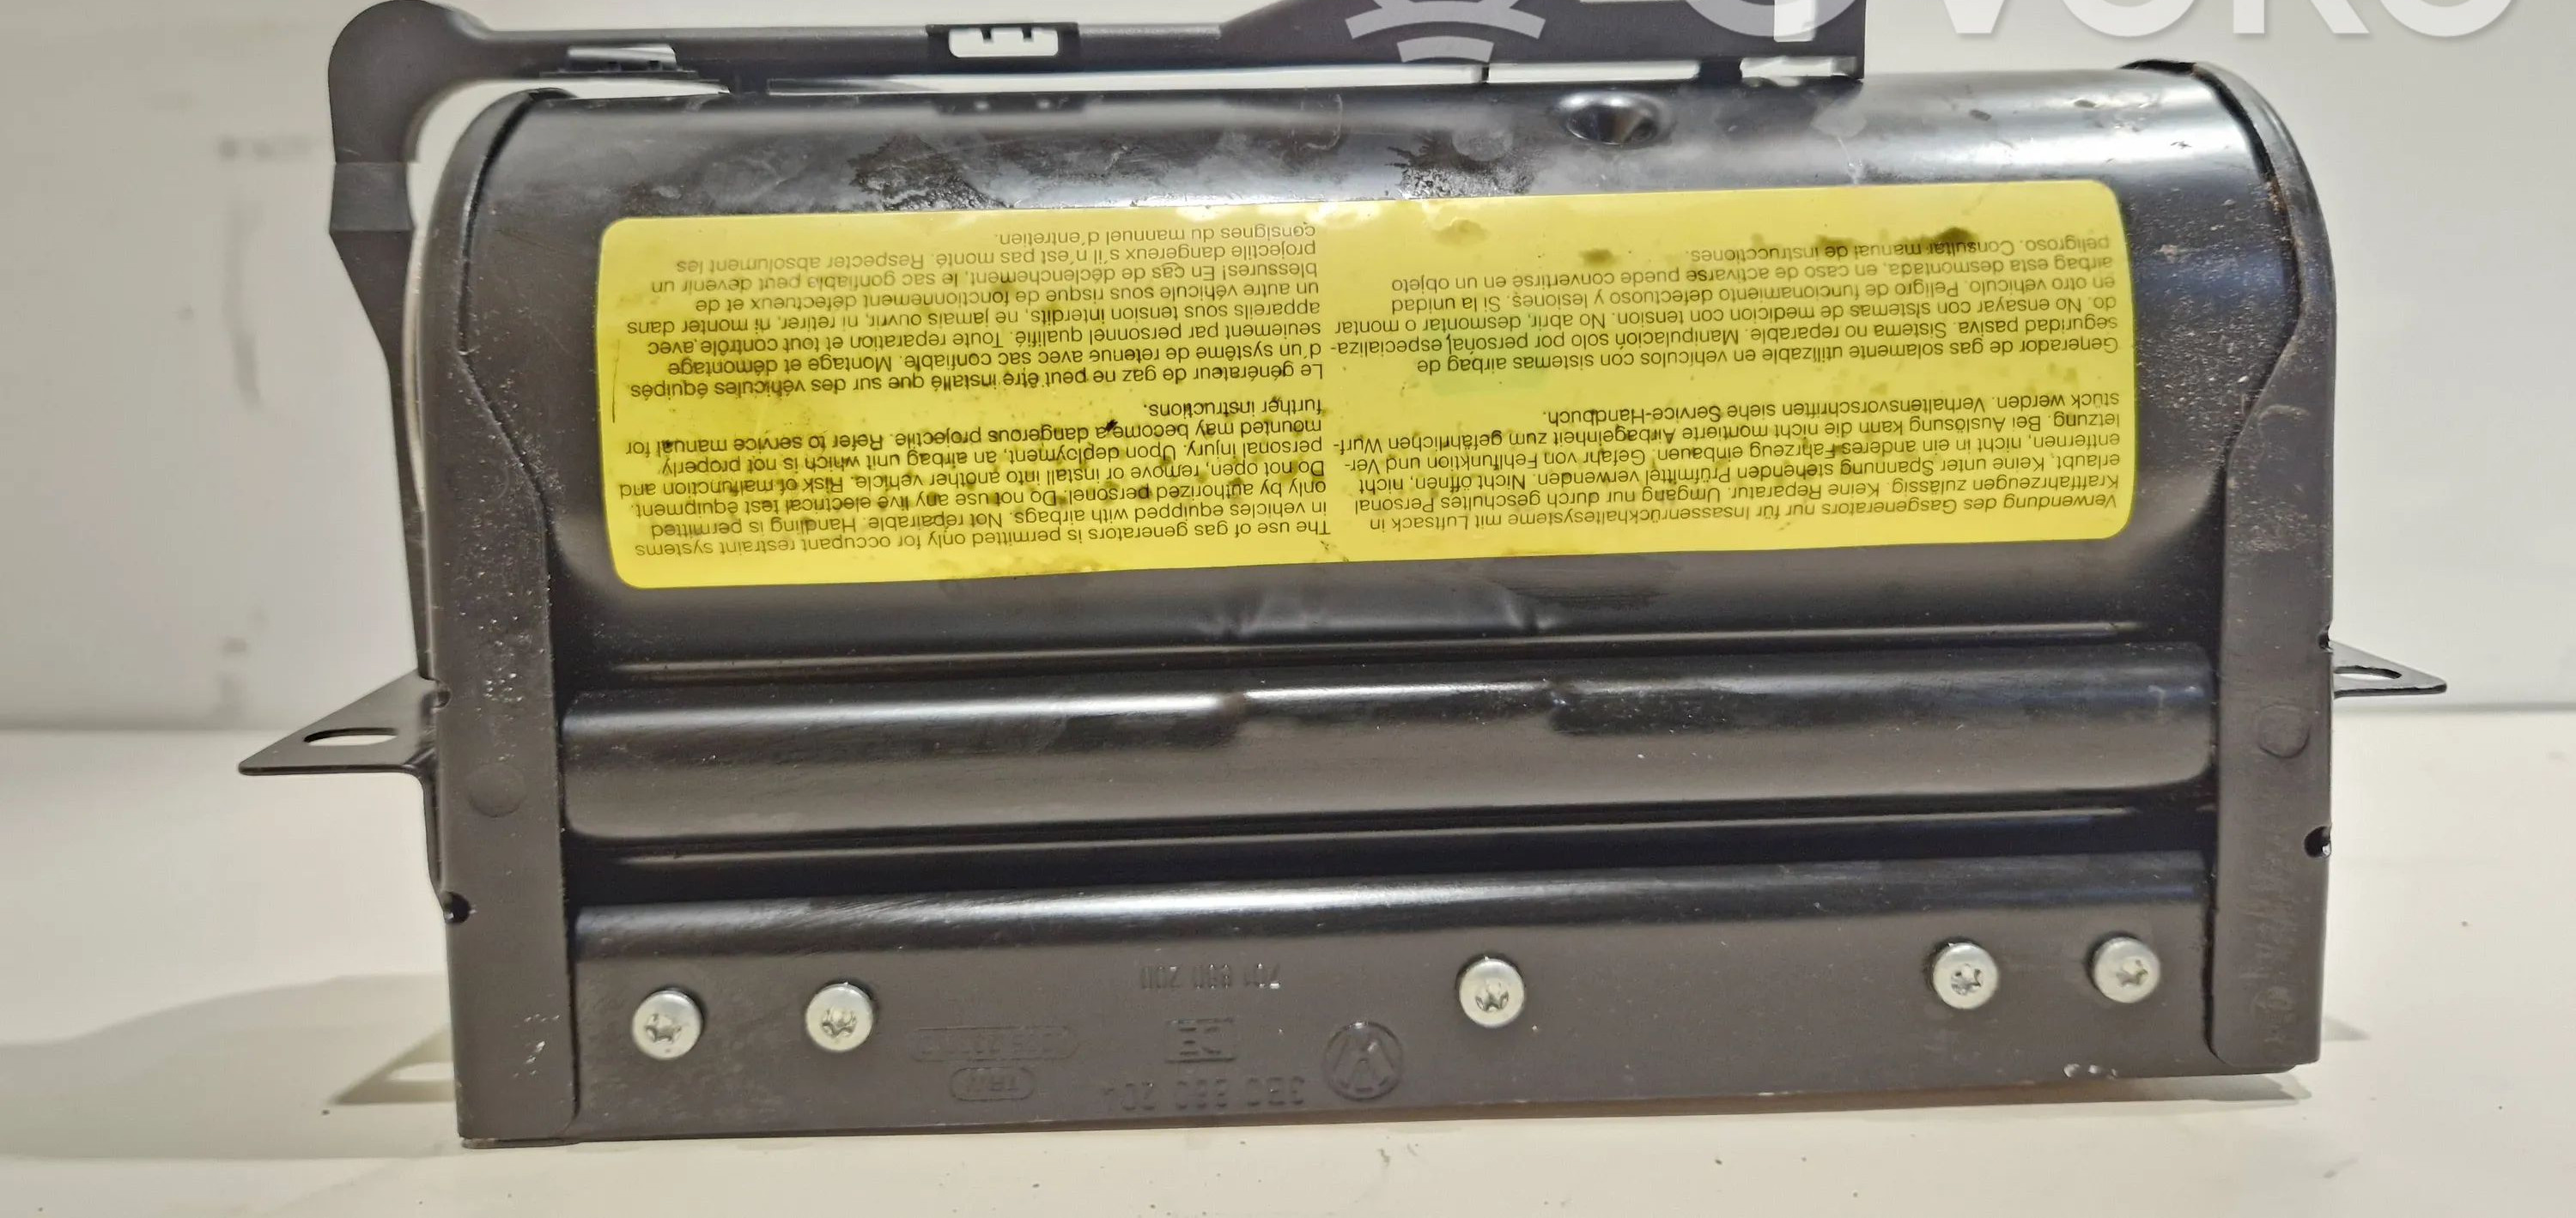 The use of gas generators is permitted only for occupant restraint systems
in vehicles equipped with airbags. Not repairable. Handling is permitted
only by authorized personel. Do not use any live electrical test equipment.
Do not open, remove or install into another vehicle. Risk of malfunction and
personal injury. Upon deployment, an airbag unit which is not properly
mounted may become a dangerous projectile. Refer to service manual for
further instructions.
Le générateur de gaz ne peut être installé que sur des véhicules équipés
d'un système de retenue avec sac gonflable. Montage et démontage
seulement par personnel qualifié. Toute reparation et tout contrôle avec
appareils sous tension interdits, ne jamais ouvrir, ni retirer, ni monter dans
un autre véhicule sous risque de fonctionnement défectueux et de
blessures! En cas de déclenchement, le sac gonflable peut devenir un
projectile dangereux s'il n'est pas monté. Respecter absolument les
consignes du mannuel d'entretien.
Verwendung des Gasgenerators nur für Insassenrückhaltesysteme mit Luftsack in
Kraftfahrzeugen zulässig. Keine Reparatur. Umgang nur durch geschultes Personal
erlaubt. Keine unter Spannung stehenden Prüfmittel verwenden. Nicht öffnen, nicht
entfernen, nicht in ein anderes Fahrzeug einbauen. Gefahr von Fehlfunktion und Ver-
letzung. Bei Auslösung kann die nicht montierte Airbageinheit zum gefährlichen Wurf-
stück werden. Verhaltensvorschriften siehe Service-Handbuch.
Generador de gas solamente utilizable en vehiculos con sistemas airbag de
seguridad pasiva. Sistema no reparable. Manipulación solo por personal especializa-
do. No ensayar con sistemas de medicion con tension. No abrir, desmontar o montar
en otro vehiculo. Peligro de funcionamiento defectuoso y lesiones. Si la unidad
airbag esta desmontada, en caso de activarse puede convertirse en un objeto
peligroso. Consultar manual de instrucciones.
3B0 880 204
TRW